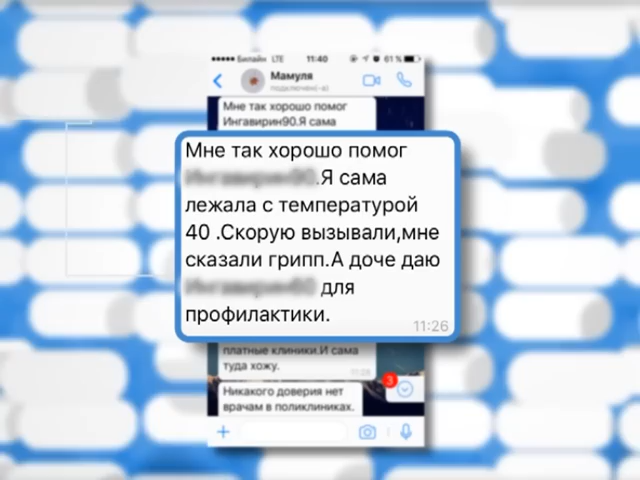 Билайн LTE 11:40 61 %
Мамуля
подключен(-а)
Мне так хорошо помог
Ингавирин90.Я сама
Мне так хорошо помог
.Я сама
лежала с температурой
40 .Скорую вызывали,мне
сказали грипп.А доче даю
для
профилактики.
11:26
платные клиники.И сама
туда хожу.
11:28
3
Никакого доверия нет
врачам в поликлиниках.